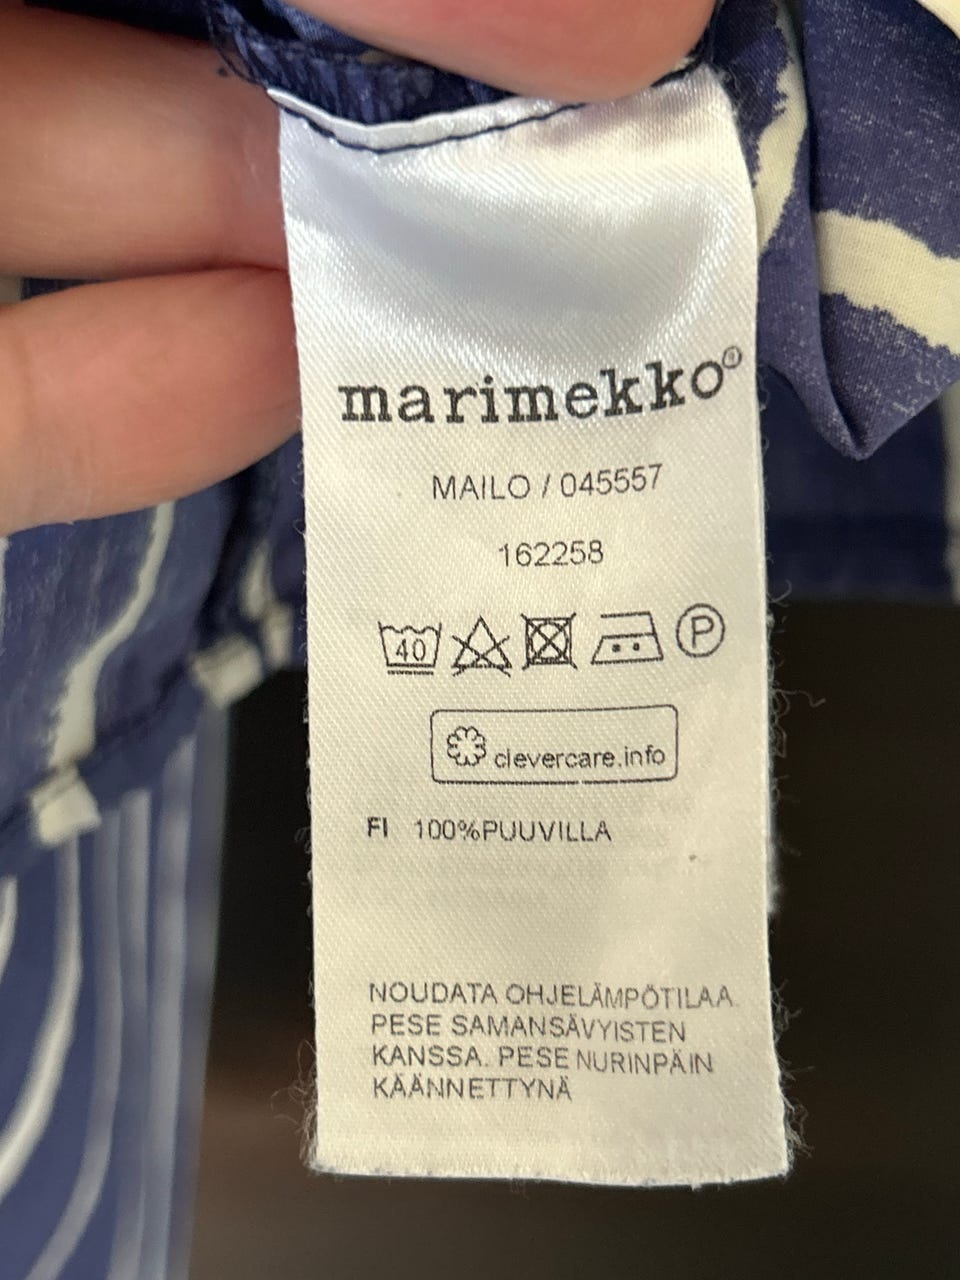 marimekko®
MAILO / 045557
162258
40 P
clevercare.info
FI 100%PUUVILLA
NOUDATA OHJELÄMPÖTILAA.
PESE SAMANSÄVYISTEN
KANSSA. PESE NURINPÄIN
KÄÄNNETTYNÄ